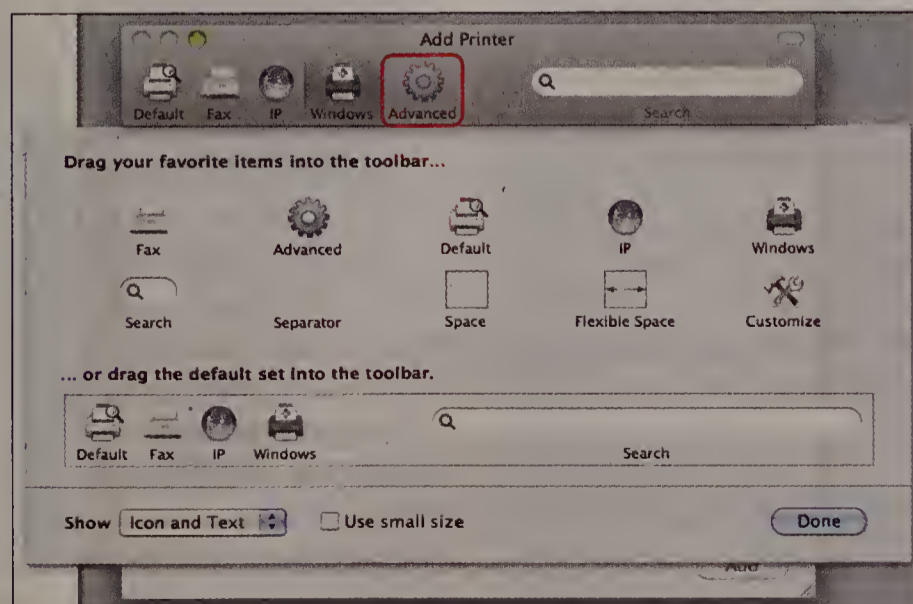 Add Printer
Default Fax IP Windows Advanced Search
Drag your favorite items into the toolbar...
Fax Advanced Default IP Windows
Search Separator Space Flexible Space Customize
... or drag the default set into the toolbar.
Default Fax IP Windows Search
Show Icon and Text Use small size Done
Add